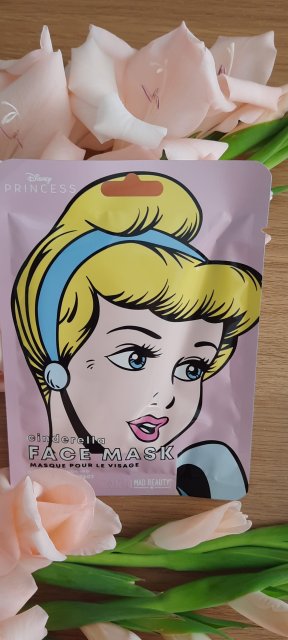 Disney
PRINCESS
cinderella
FACE MASK
MASQUE POUR LE VISAGE
MAD BEAUTY